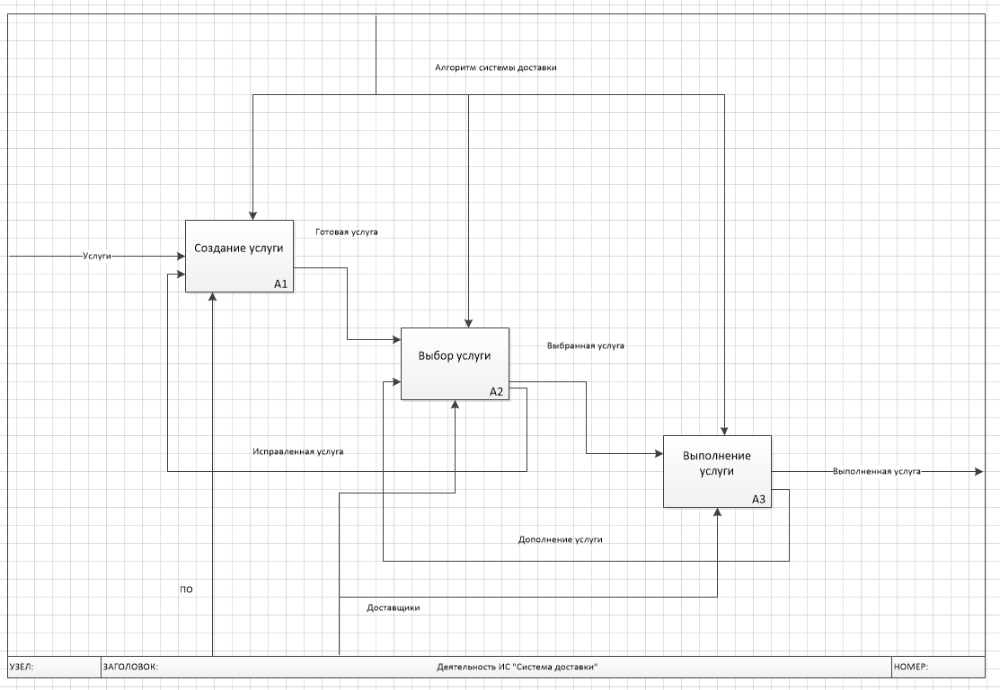 Алгоритм системы доставки
Готовая услуга
Создание услуги
Услуги
A1
Выбранная услуга
Выбор услуги
A2
Исправленная услуга
Выполнение
услуги
Выполненная услуга
A3
Дополнение услуги
ПО
Доставщики
УЗЕЛ:
ЗАГОЛОВОК:
Деятельность ИС "Система доставки"
НОМЕР: